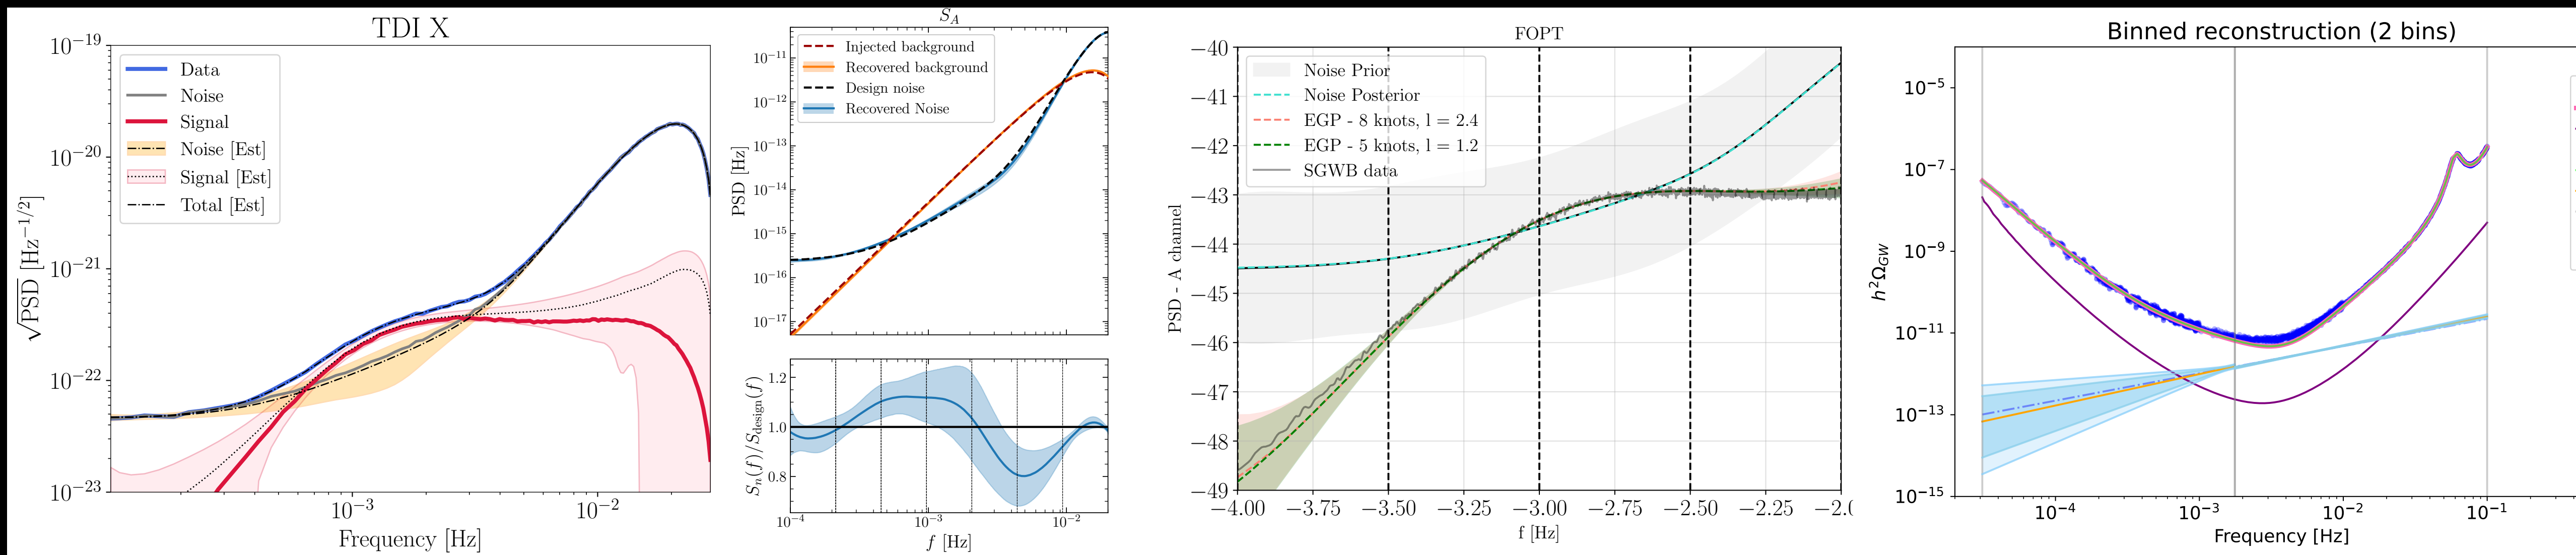 TDI X
10⁻¹⁹
10⁻²⁰
10⁻²¹
10⁻²²
10⁻²³
√PSD [Hz⁻¹/²]
Data
Noise
Signal
Noise [Est]
Signal [Est]
Total [Est]
10⁻³
10⁻²
Frequency [Hz]
S_A
10⁻¹¹
10⁻¹²
10⁻¹³
10⁻¹⁴
10⁻¹⁵
10⁻¹⁶
10⁻¹⁷
PSD [Hz]
Injected background
Recovered background
Design noise
Recovered Noise
1.2
1.0
0.8
S_n(f)/S_design(f)
10⁻⁴
10⁻³
10⁻²
f [Hz]
FOPT
−40
−41
−42
−43
−44
−45
−46
−47
−48
−49
PSD - A channel
Noise Prior
Noise Posterior
EGP - 8 knots, l = 2.4
EGP - 5 knots, l = 1.2
SGWB data
−4.00
−3.75
−3.50
−3.25
−3.00
−2.75
−2.50
−2.25
−2.0
f [Hz]
Binned reconstruction (2 bins)
10⁻⁵
10⁻⁷
10⁻⁹
10⁻¹¹
10⁻¹³
10⁻¹⁵
h²Ω_GW
10⁻⁴
10⁻³
10⁻²
10⁻¹
Frequency [Hz]